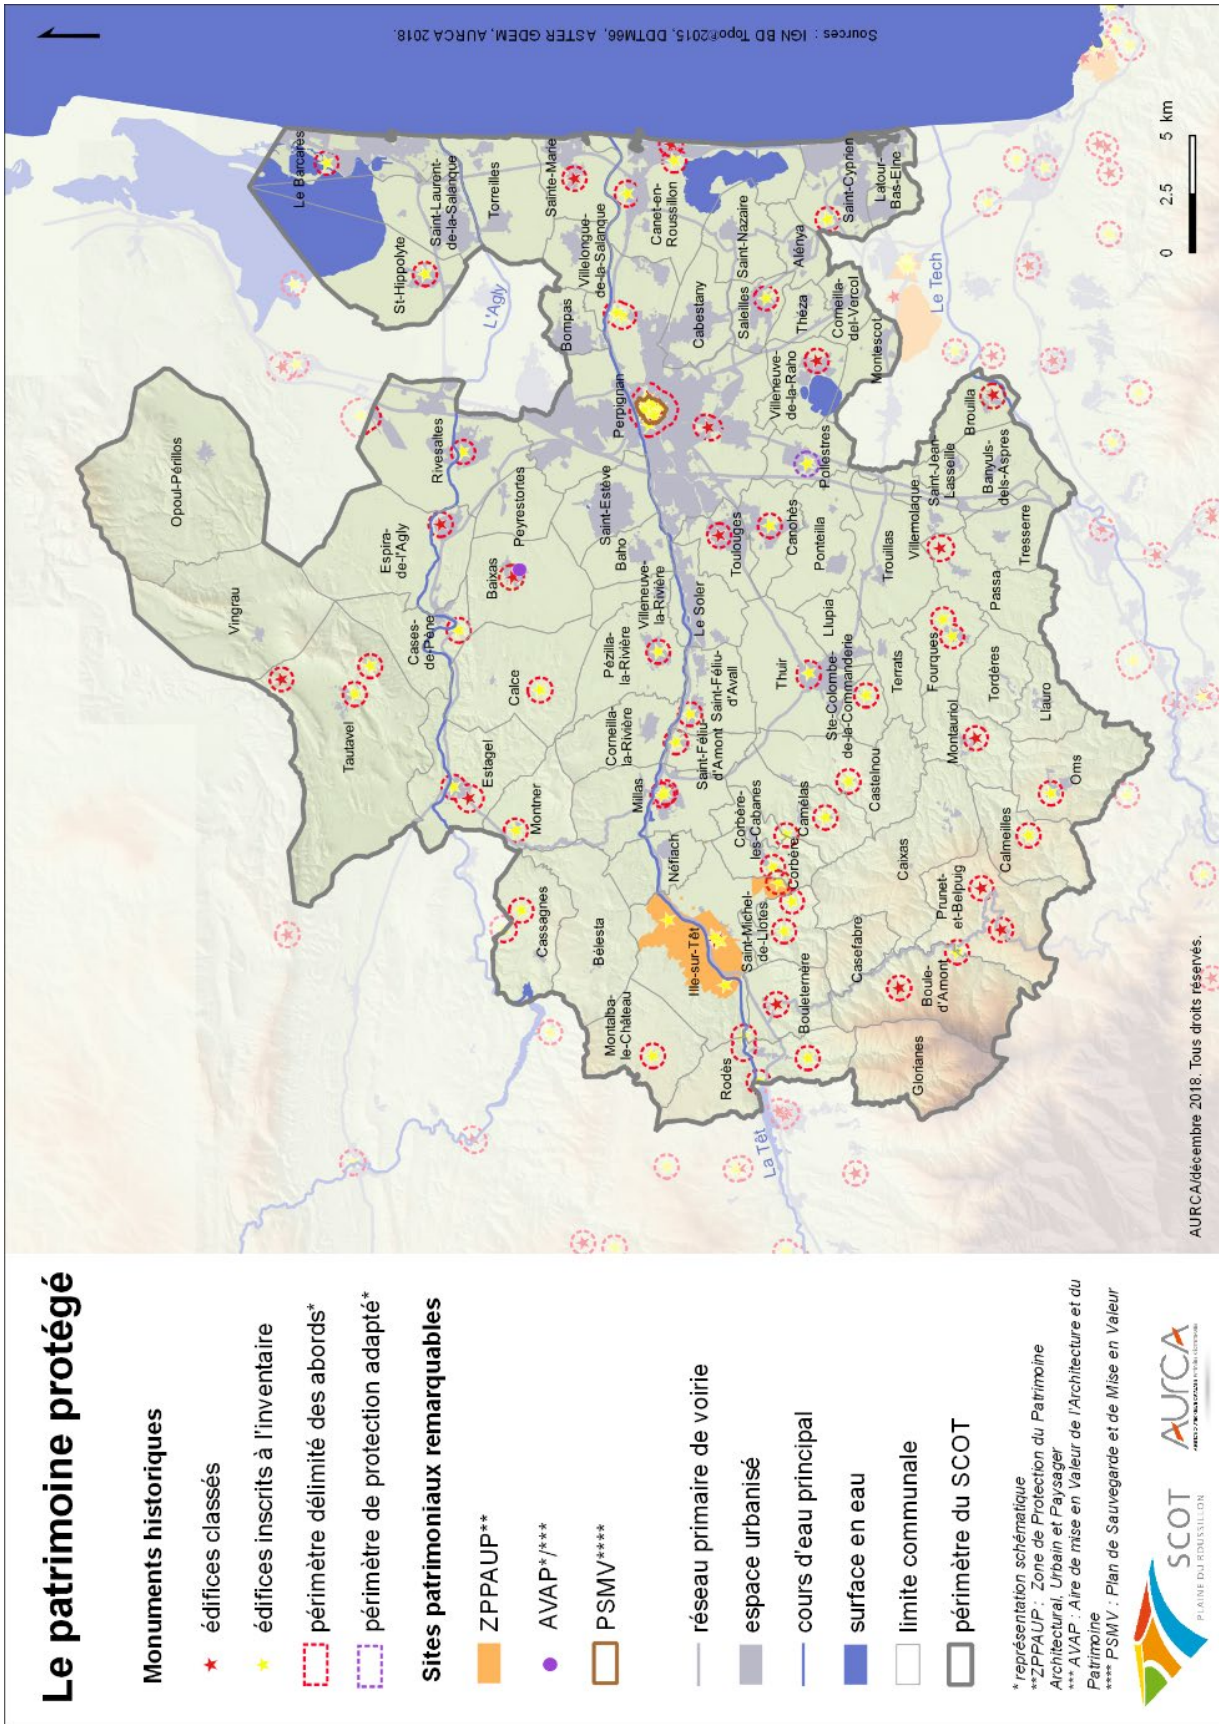 Le patrimoine protégé
Monuments historiques
édifices classés
édifices inscrits à l'inventaire
périmètre délimité des abords*
périmètre de protection adapté*
Sites patrimoniaux remarquables
ZPPAUP**
AVAP*/***
PSMV****
réseau primaire de voirie
espace urbanisé
cours d'eau principal
surface en eau
limite communale
périmètre du SCOT
* représentation schématique
**ZPPAUP : Zone de Protection du Patrimoine
Architectural, Urbain et Paysager
*** AVAP : Aire de mise en Valeur de l'Architecture et du
Patrimoine
**** PSMV : Plan de Sauvegarde et de Mise en Valeur
SCOT
PLAINE DU ROUSSILLON
AURCA
Opoul-Périllos
Vingrau
Tautavel
Le Barcarès
St-Hippolyte
Saint-Laurent-
de-la-Salanque
Torreilles
L'Agly
Rivesaltes
Espira-
de-l'Agly
Cases-
de-Pène
Estagel
Montner
Cassagnes
Bélesta
Montalba-
le-Château
Calce
Baixas
Peyrestortes
Saint-Estève
Baho
Villeneuve-
la-Rivière
Pézilla-
la-Rivière
Corneilla-
la-Rivière
Millas
Néfiach
Ille-sur-Têt
Rodès
La Têt
Bompas
Villelongue-
de-la-Salanque
Sainte-Marie
Canet-en-
Roussillon
Perpignan
Cabestany
Saleilles
Saint-Nazaire
Alénya
Saint-Cyprien
Latour-
Bas-Elne
Théza
Corneilla-
del-Vercol
Montescot
Villeneuve-
de-la-Raho
Pollestres
Canohès
Toulouges
Le Soler
Saint-Féliu-
d'Avall
Saint-Féliu-
d'Amont
Thuir
Ponteilla
Llupia
Trouillas
Ste-Colombe-
de-la-Commanderie
Terrats
Castelnou
Camélas
Corbère-
les-Cabanes
Corbère
Saint-Michel-
de-Llotes
Bouleternère
Casefabre
Caixas
Prunet-
et-Belpuig
Boule-
d'Amont
Glorianes
Calmeilles
Oms
Llauro
Montauriol
Tordères
Fourques
Passa
Villemolaque
Saint-Jean-
Lasseille
Banyuls-
dels-Aspres
Tresserre
Brouilla
Le Tech
0 2.5 5 km
AURCA/décembre 2018. Tous droits réservés.
Sources : IGN BD Topo®2015, DDTM66, ASTER GDEM, AURCA 2018.